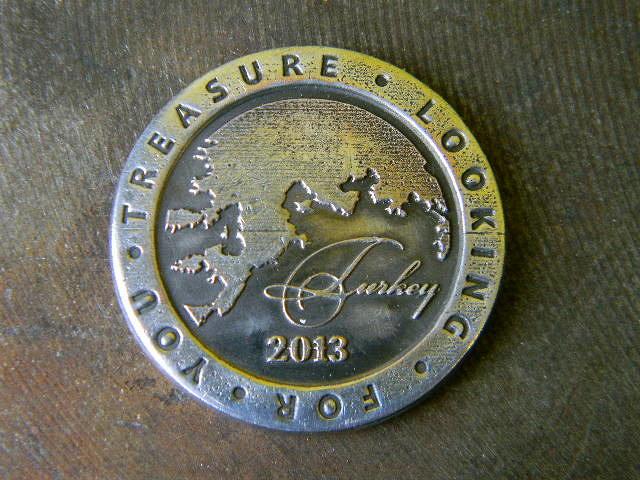 TREASURE • LOOKING • FOR • YOU •
Turkey
2013